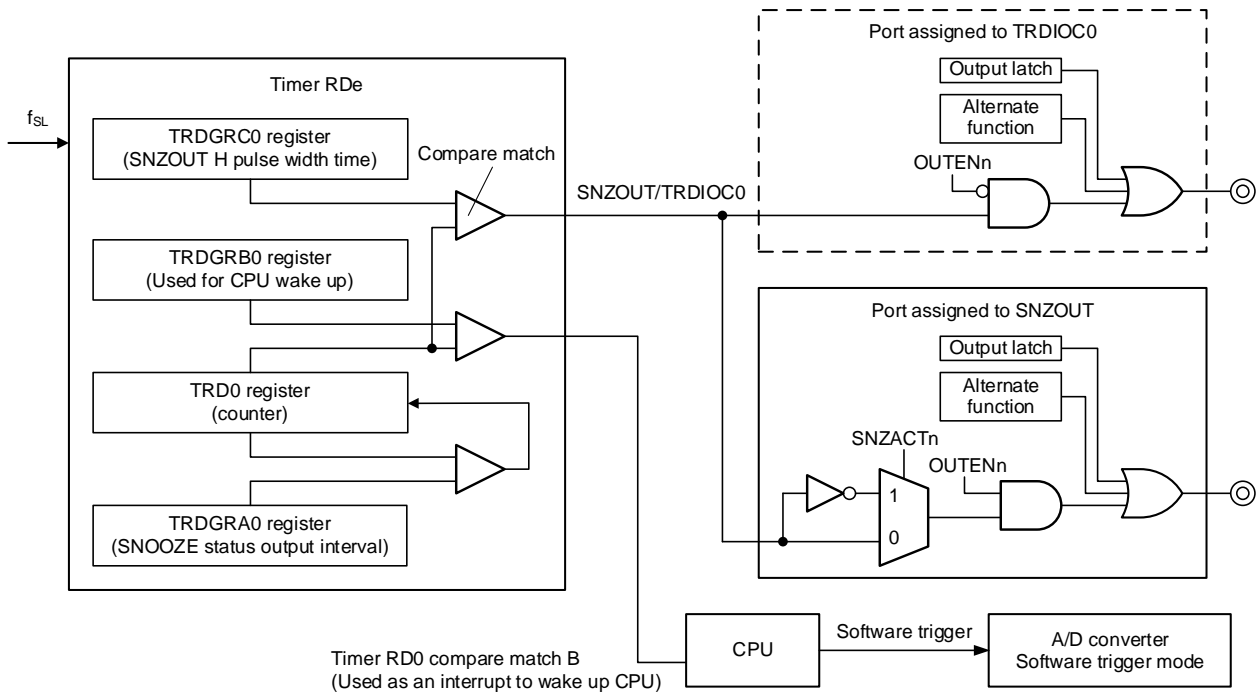 Port assigned to TRDIOC0
Output latch
Alternate
function
OUTENn
Timer RDe
fSL
TRDGRC0 register
(SNZOUT H pulse width time)
Compare match
SNZOUT/TRDIOC0
TRDGRB0 register
(Used for CPU wake up)
TRD0 register
(counter)
TRDGRA0 register
(SNOOZE status output interval)
Port assigned to SNZOUT
Output latch
Alternate
function
SNZACTn
OUTENn
1
0
Timer RD0 compare match B
(Used as an interrupt to wake up CPU)
CPU
Software trigger
A/D converter
Software trigger mode